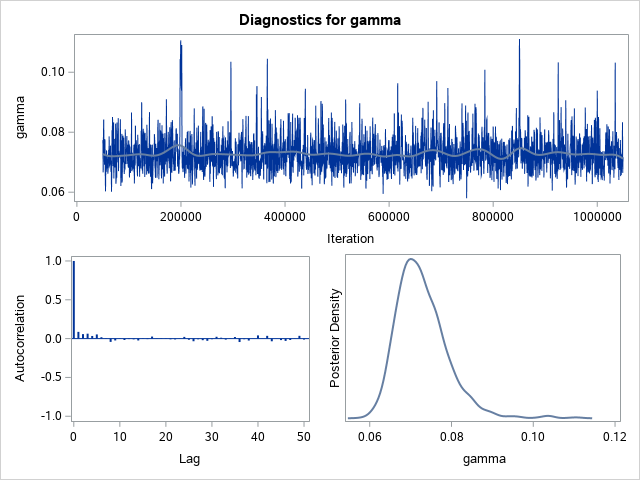 Diagnostics for gamma
gamma
0.10
0.08
0.06
0 200000 400000 600000 800000 1000000
Iteration
Autocorrelation
1.0
0.5
0.0
-0.5
-1.0
0 10 20 30 40 50
Lag
Posterior Density
0.06 0.08 0.10 0.12
gamma